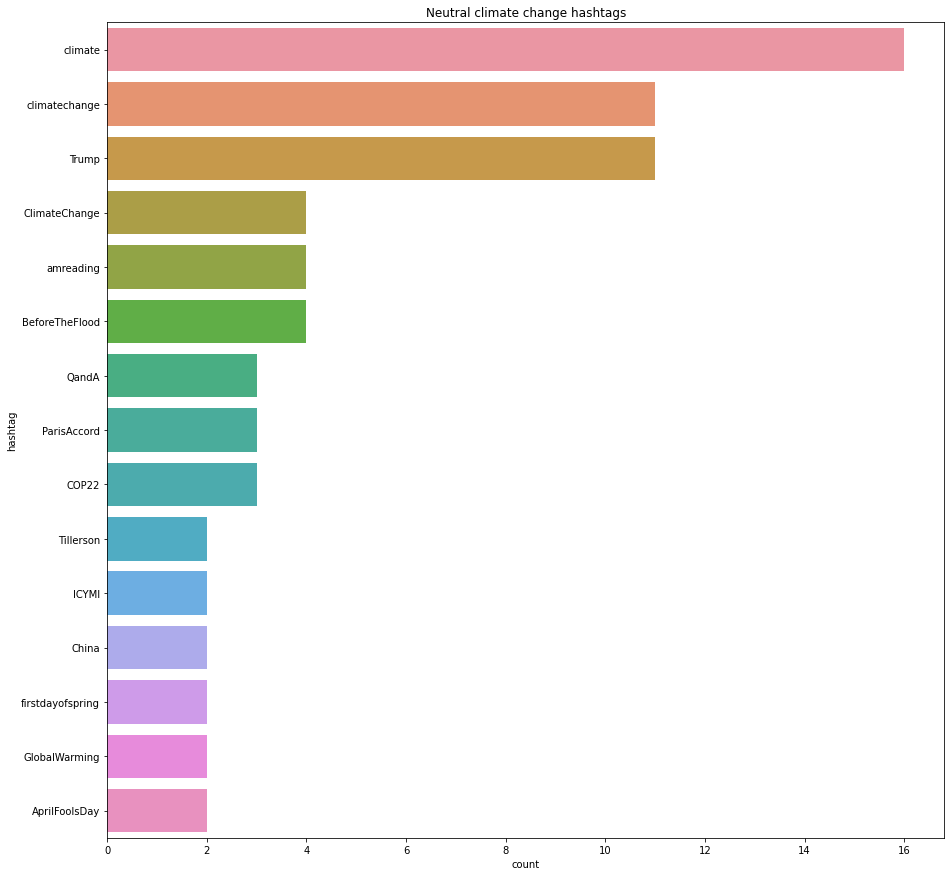 Neutral climate change hashtags
climate
climatechange
Trump
ClimateChange
amreading
BeforeTheFlood
QandA
ParisAccord
COP22
Tillerson
ICYMI
China
firstdayofspring
GlobalWarming
AprilFoolsDay
hashtag
0 2 4 6 8 10 12 14 16
count